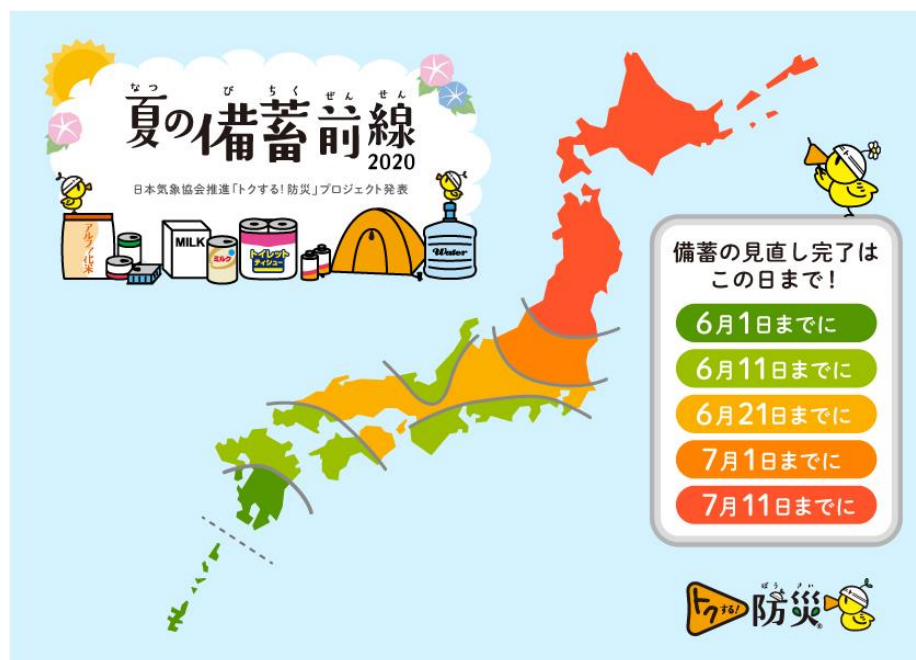 なつ びちく ぜんせん
夏の備蓄前線
2020
日本気象協会推進「トクする!防災」プロジェクト発表
アルファ化米
MILK
ミルク
トイレット
ティシュー
Water
備蓄の見直し完了は
この日まで!
6月1日までに
6月11日までに
6月21日までに
7月1日までに
7月11日までに
ぼうさい
トクする!防災®